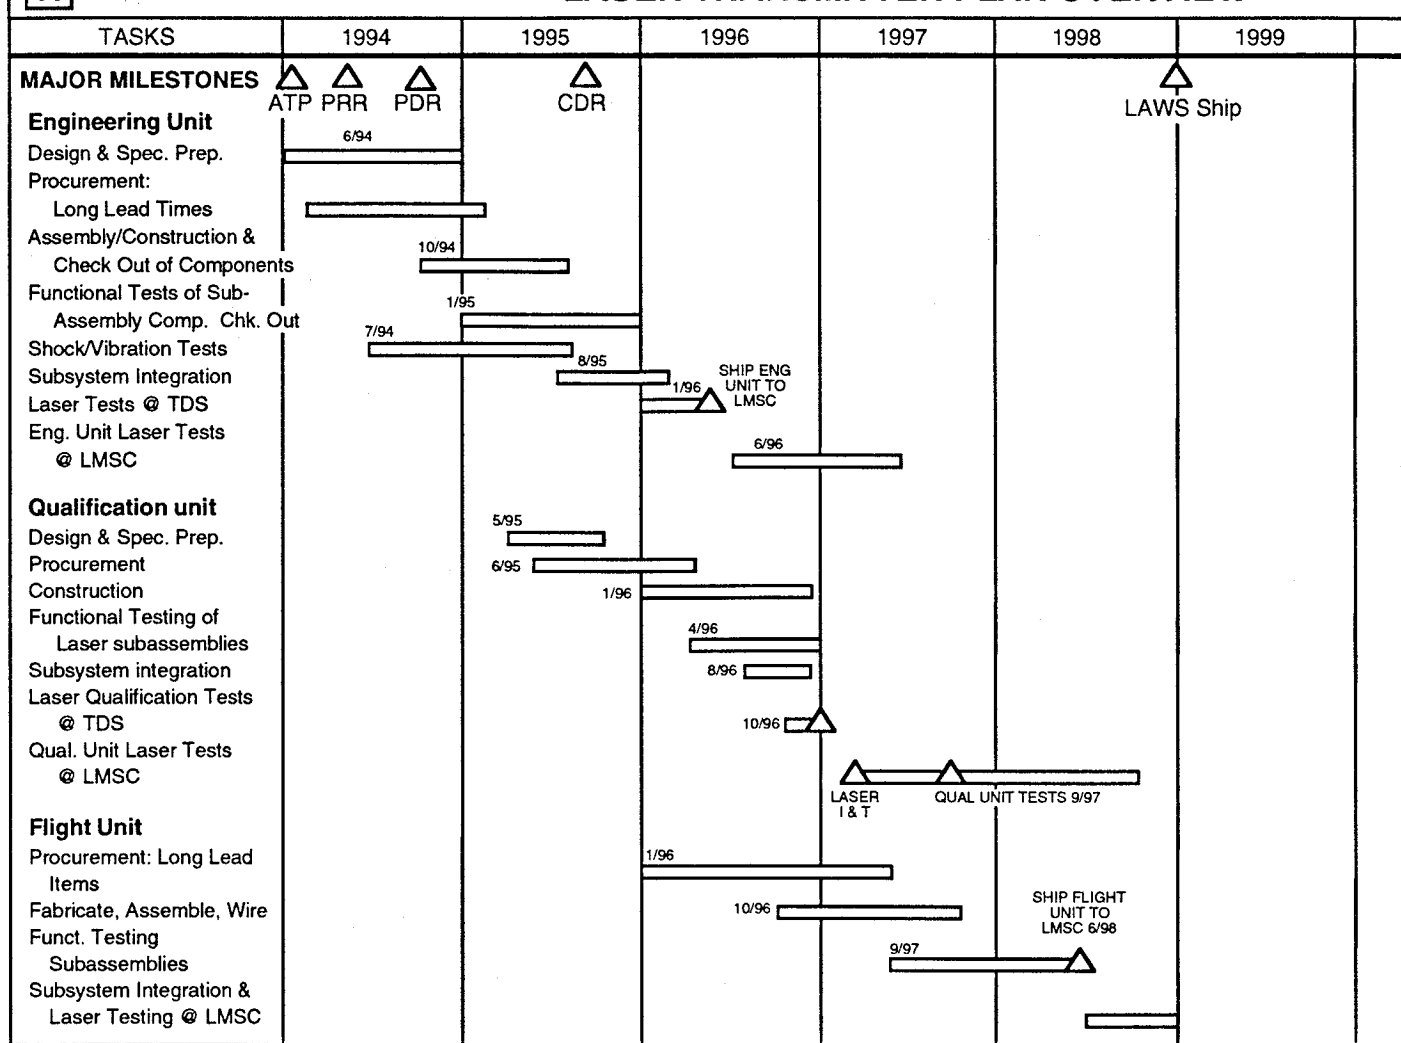 TASKS 1994 1995 1996 1997 1998 1999
MAJOR MILESTONES
ATP PRR PDR CDR LAWS Ship
Engineering Unit
6/94
Design & Spec. Prep.
Procurement:
Long Lead Times
Assembly/Construction &
10/94
Check Out of Components
Functional Tests of Sub-
1/95
Assembly Comp. Chk. Out
7/94
Shock/Vibration Tests
8/95
Subsystem Integration
SHIP ENG
UNIT TO
LMSC
1/96
Laser Tests @ TDS
Eng. Unit Laser Tests
6/96
@ LMSC
Qualification unit
5/95
Design & Spec. Prep.
Procurement 6/95
Construction 1/96
Functional Testing of
4/96
Laser subassemblies
Subsystem integration 8/96
Laser Qualification Tests
@ TDS 10/96
Qual. Unit Laser Tests
@ LMSC
LASER
I & T
QUAL UNIT TESTS 9/97
Flight Unit
Procurement: Long Lead
1/96
Items
Fabricate, Assemble, Wire 10/96
SHIP FLIGHT
UNIT TO
LMSC 6/98
Funct. Testing
9/97
Subassemblies
Subsystem Integration &
Laser Testing @ LMSC